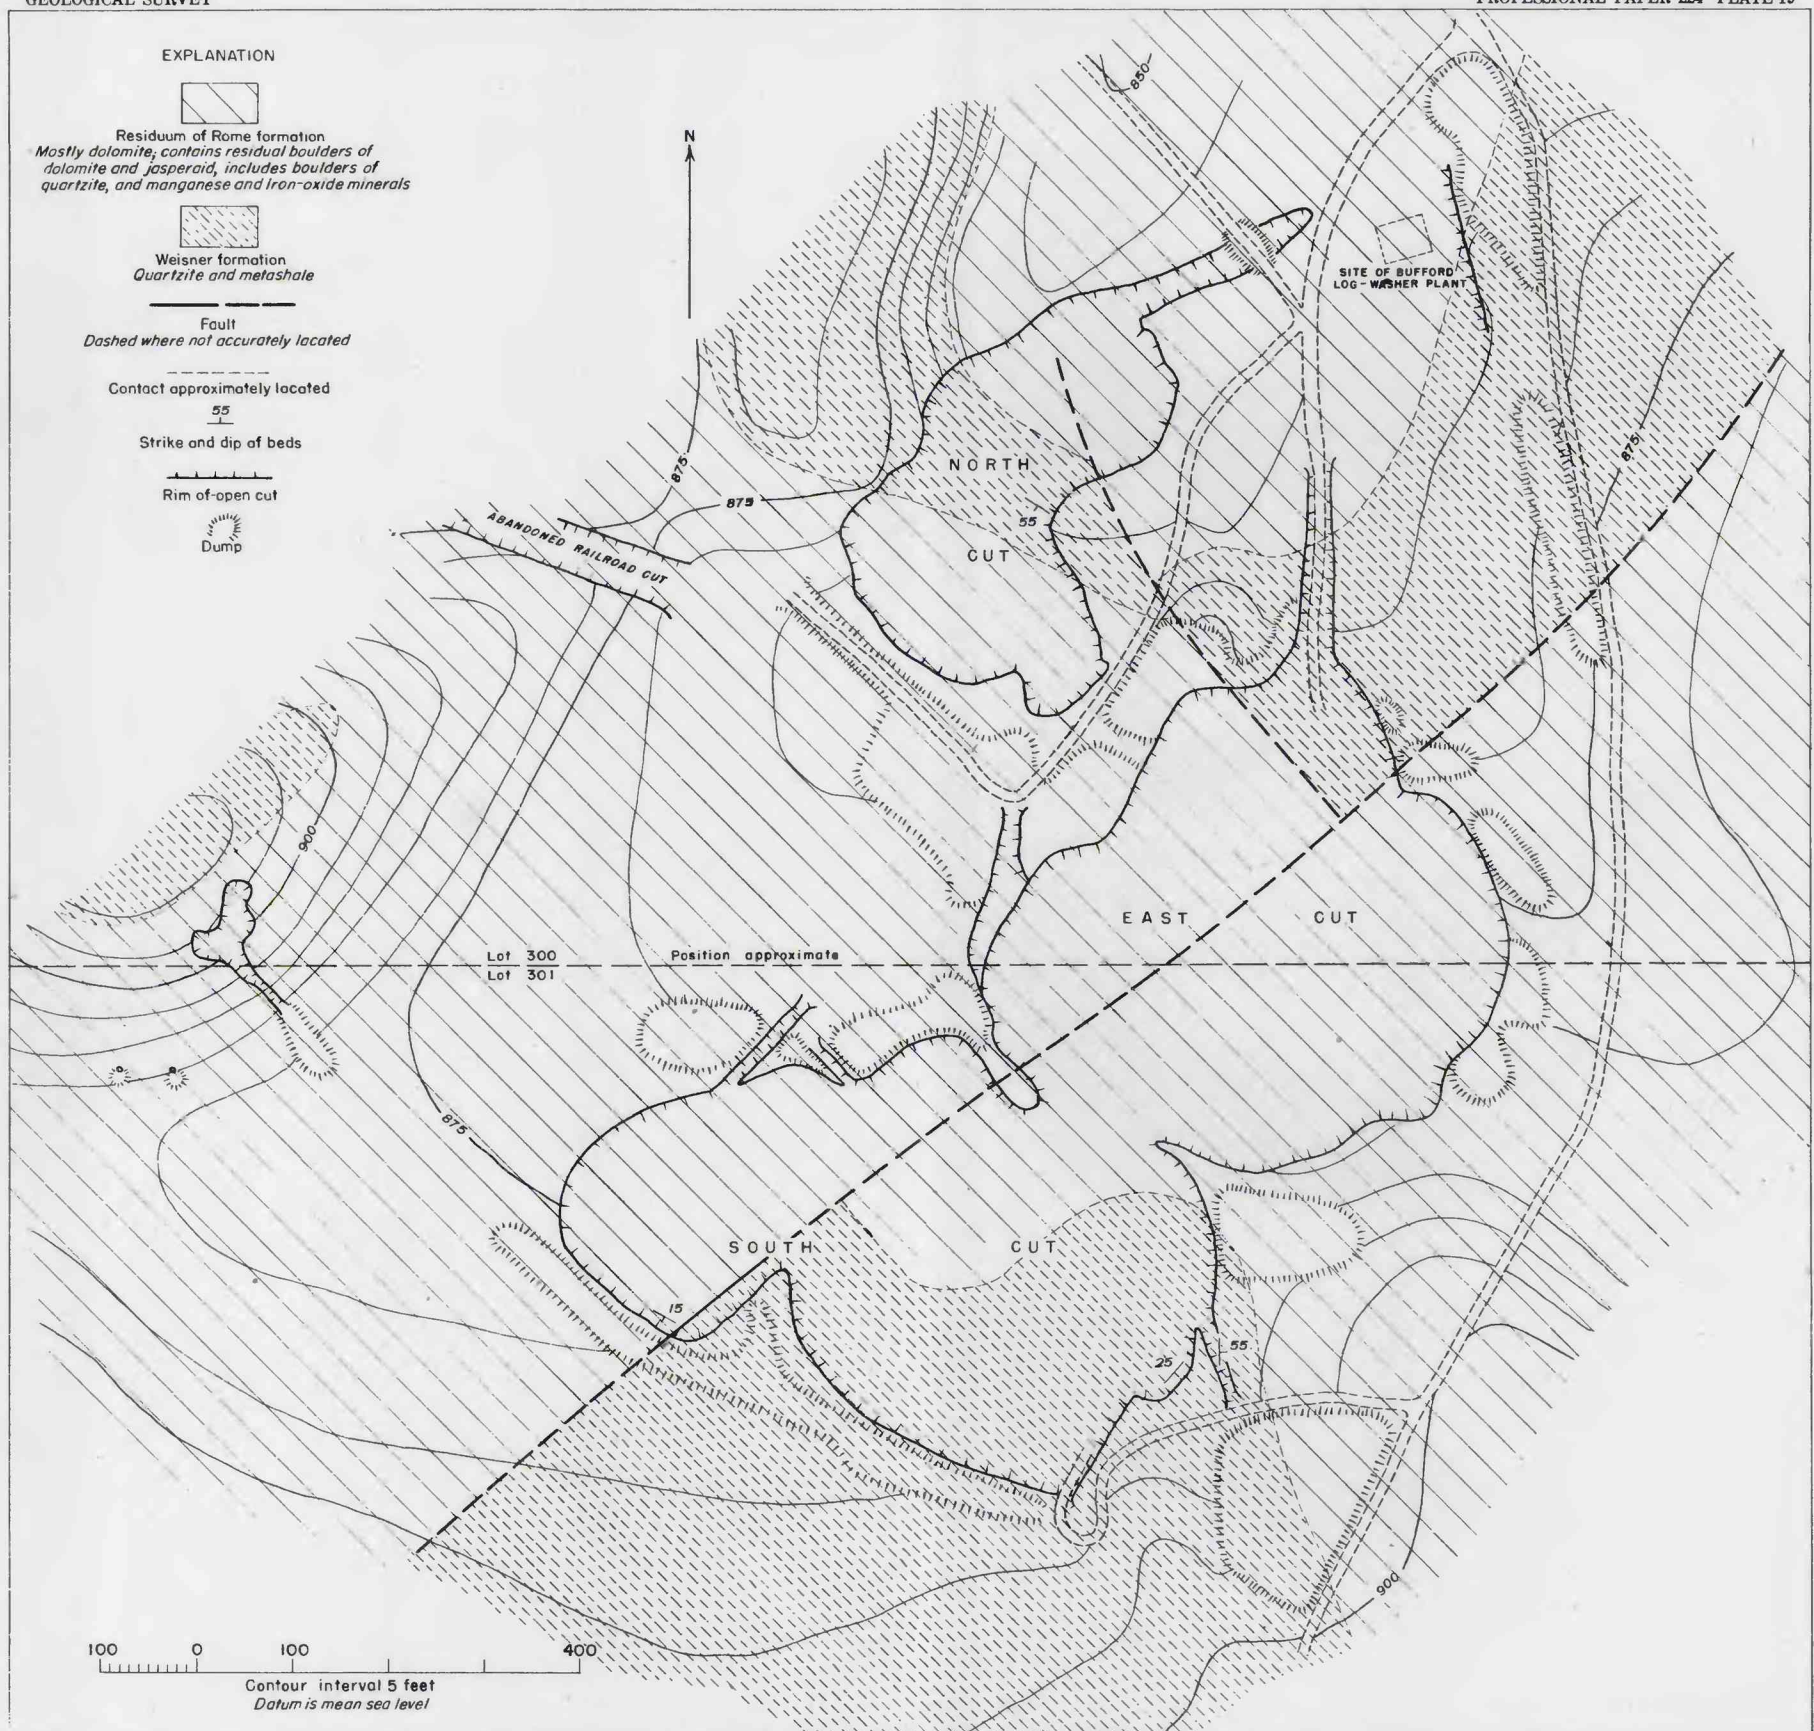 GEOLOGICAL SURVEY
PROFESSIONAL PAPER 224 PLATE
EXPLANATION
Residuum of Rome formation
Mostly dolomite; contains residual boulders of
dolomite and jasperoid, includes boulders of
quartzite, and manganese and Iron-oxide minerals
Weisner formation
Quartzite and metashale
Fault
Dashed where not accurately located
Contact approximately located
55
Strike and dip of beds
Rim of-open cut
Dump
N
850
SITE OF BUFFORD
LOG-WASHER PLANT
875
875
875
NORTH
CUT
55
ABANDONED RAILROAD CUT
900
EAST CUT
Lot 300 Position approximate
Lot 301
875
SOUTH CUT
15
25
55
900
100 0 100 400
Contour interval 5 feet
Datum is mean sea level